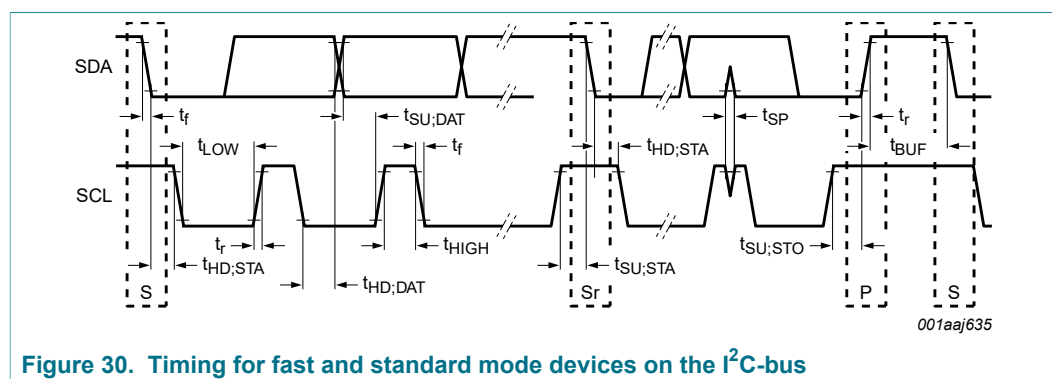 SDA
t_f
t_SU;DAT
t_SP
t_r
t_LOW
t_f
t_HD;STA
t_BUF
SCL
t_r
t_HIGH
t_SU;STO
t_HD;STA
t_SU;STA
t_HD;DAT
S
Sr
P
S
001aaj635
Figure 30. Timing for fast and standard mode devices on the I²C-bus